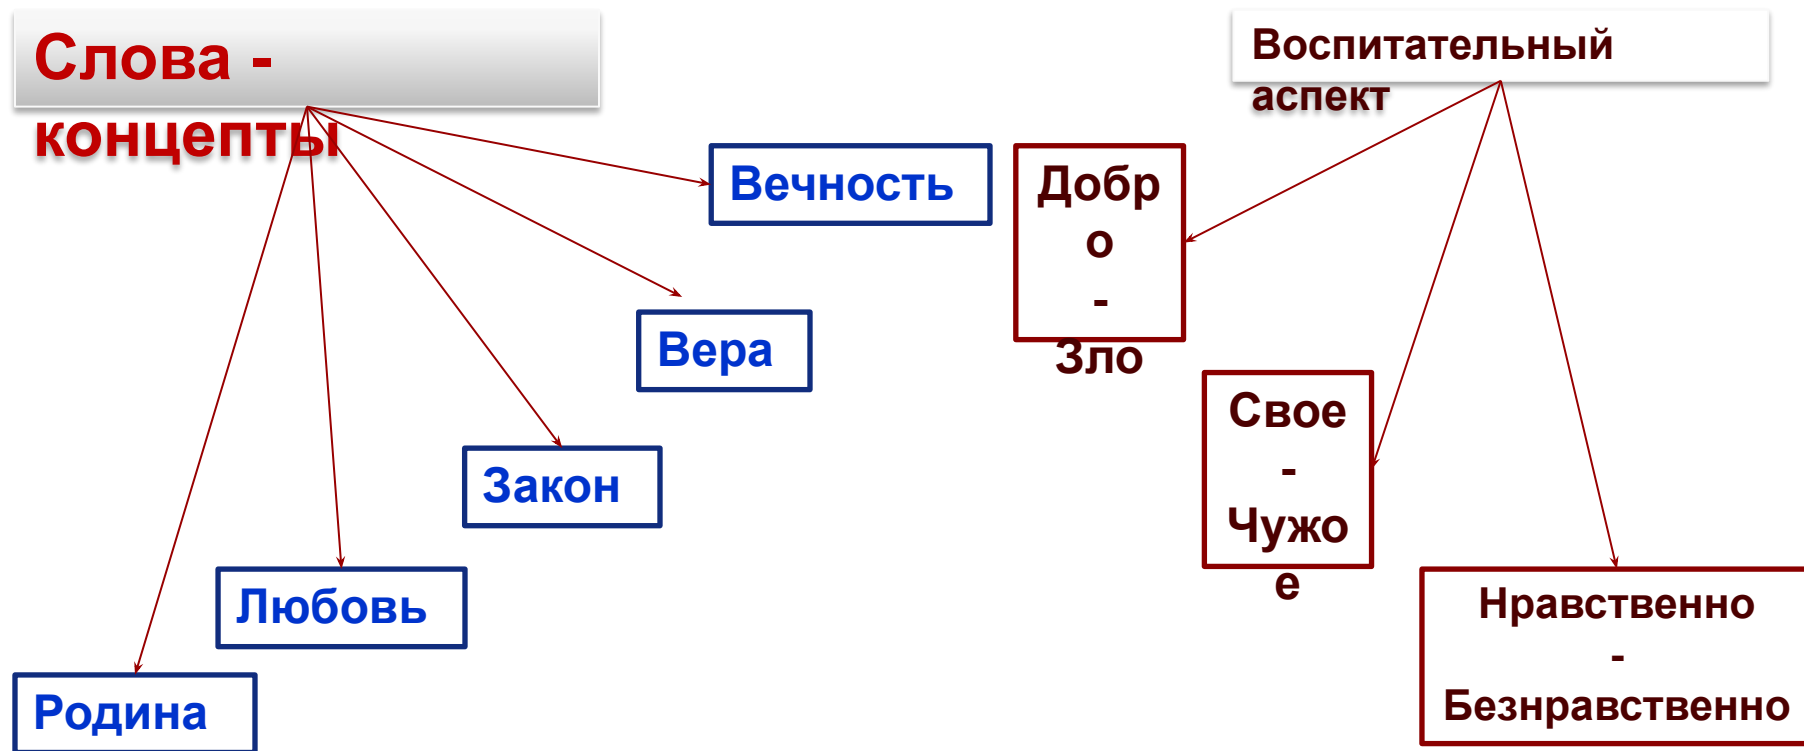 Слова -
концепты
Воспитательный
аспект
Вечность
Добр
о
-
Зло
Вера
Свое
-
Чужо
е
Закон
Любовь
Нравственно
-
Безнравственно
Родина